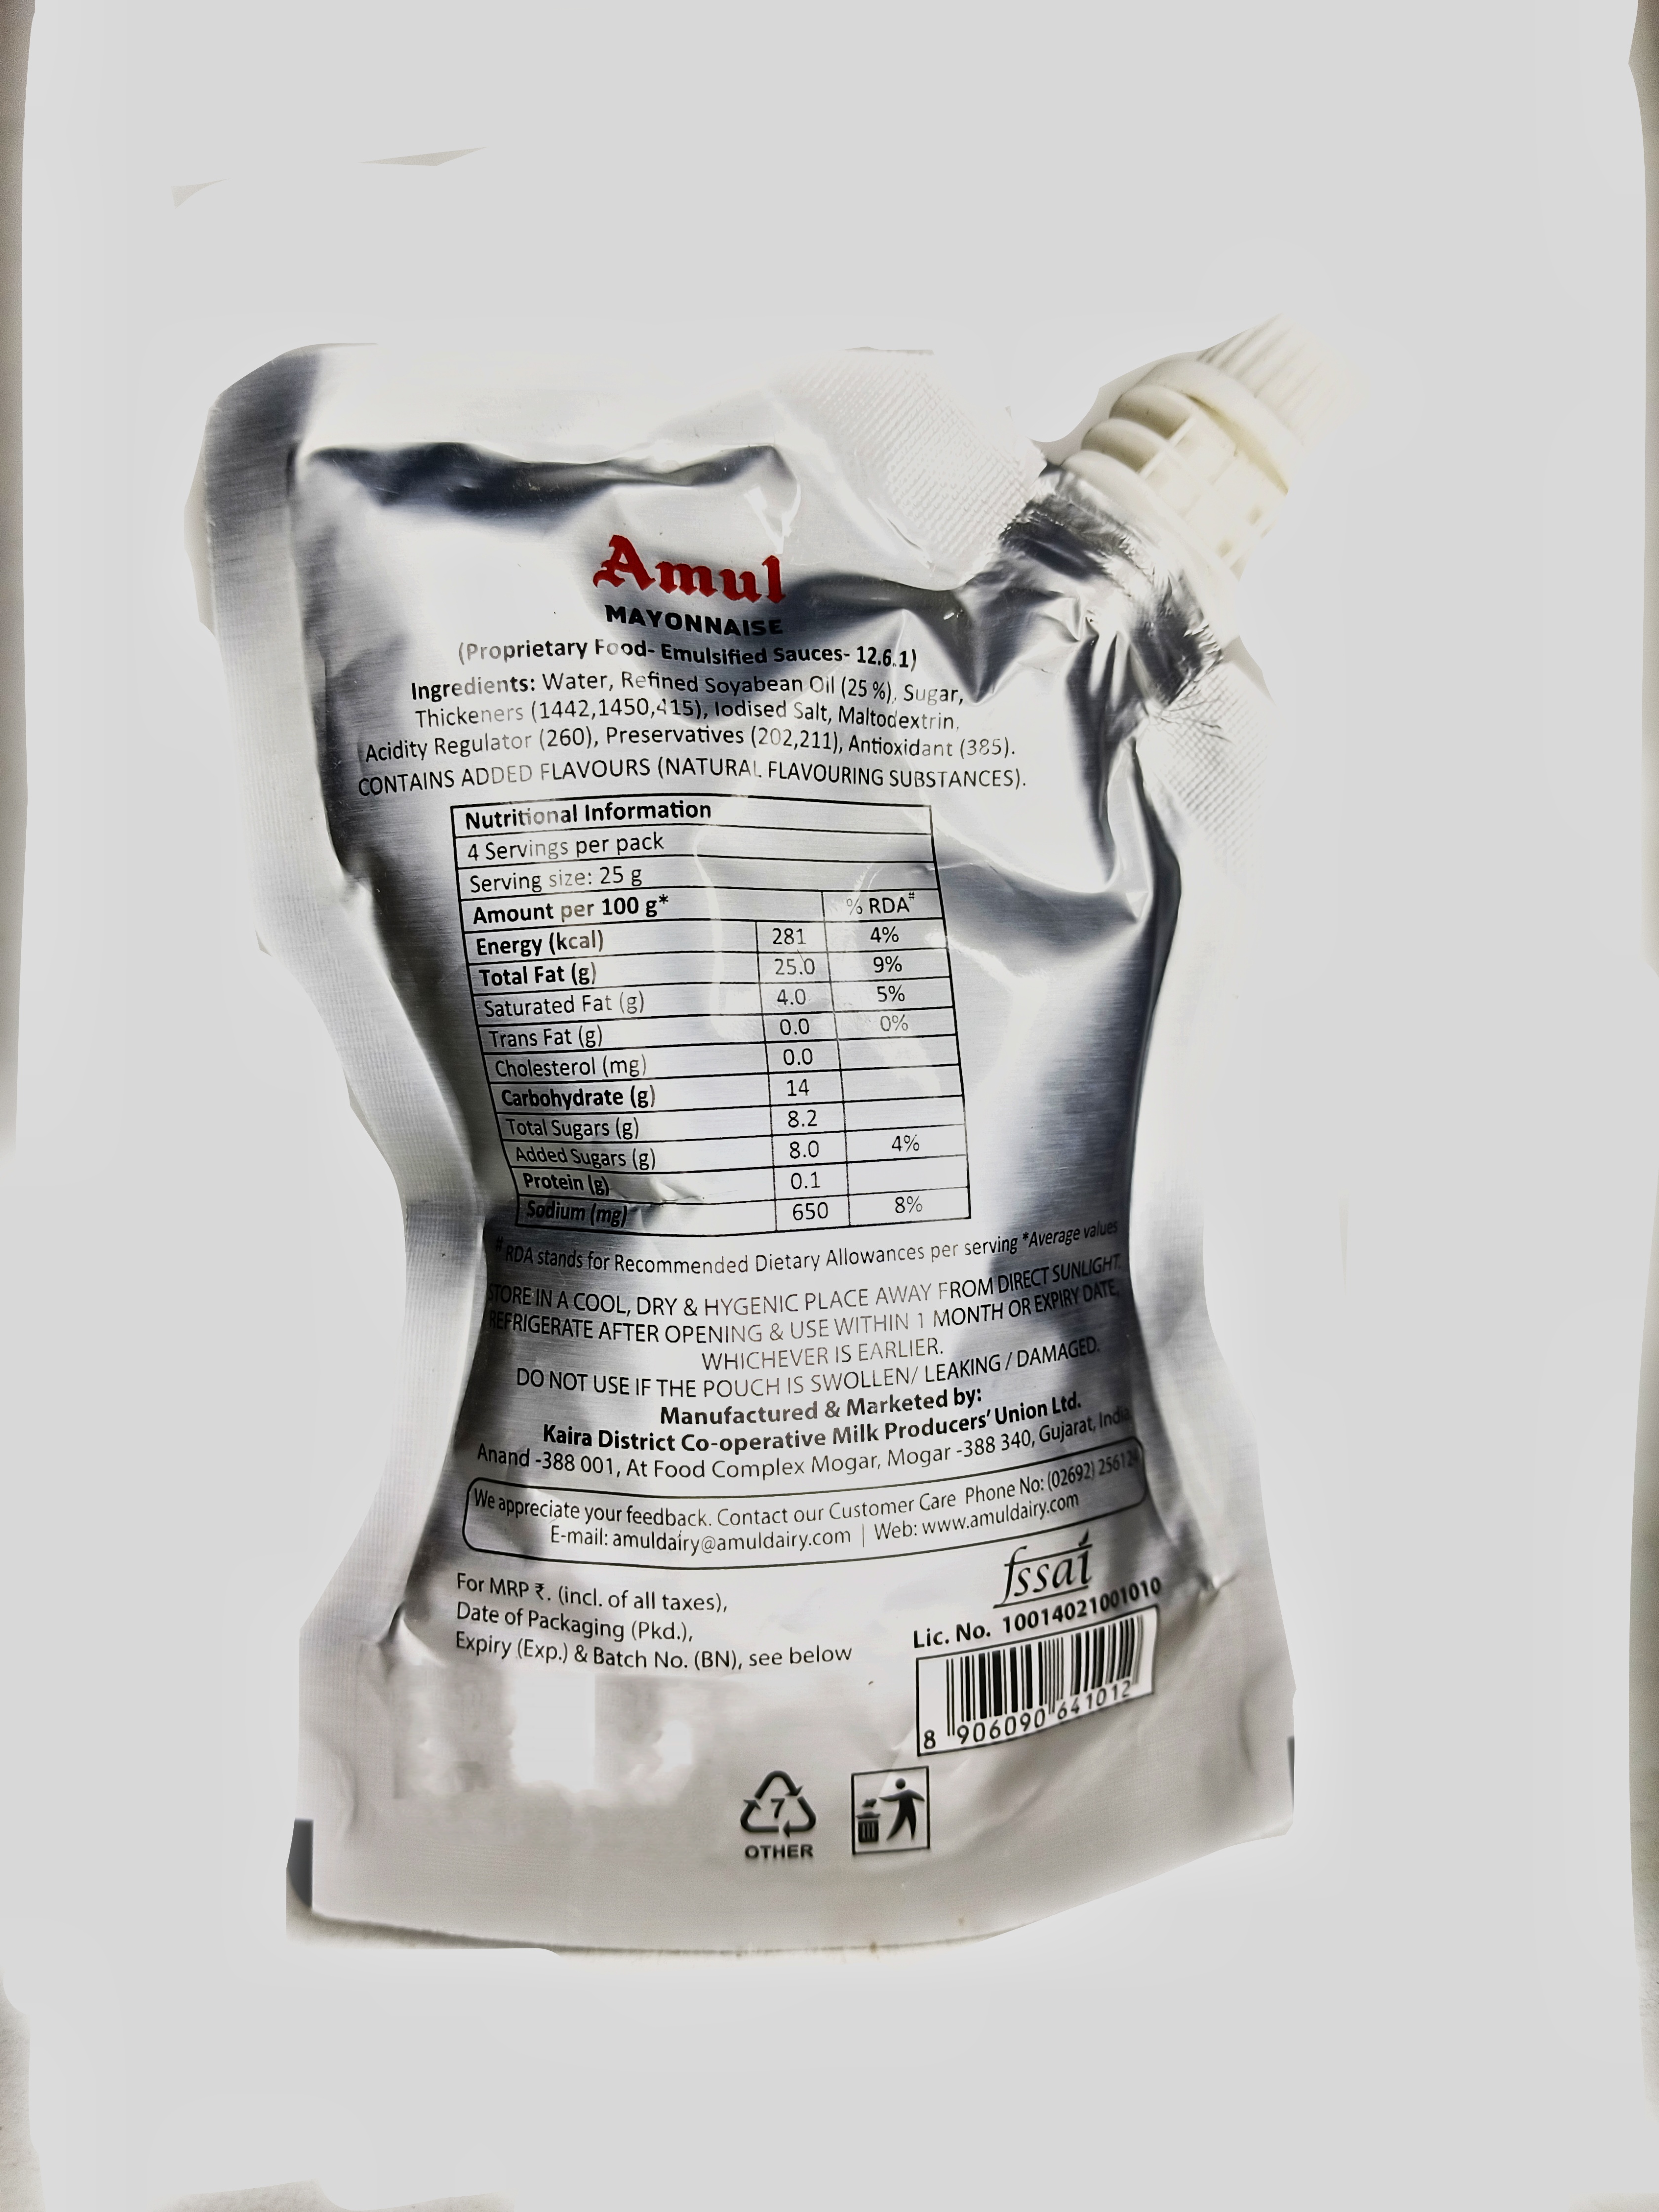 Amul
MAYONNAISE
(Proprietary Food- Emulsified Sauces- 12.6.1)
Ingredients: Water, Refined Soyabean Oil (25 %), Sugar,
Thickeners (1442,1450,415), Iodised Salt, Maltodextrin,
Acidity Regulator (260), Preservatives (202,211), Antioxidant (385).
CONTAINS ADDED FLAVOURS (NATURAL FLAVOURING SUBSTANCES).
Nutritional Information
4 Servings per pack
Serving size: 25 g
Amount per 100 g* % RDA#
Energy (kcal) 281 4%
Total Fat (g) 25.0 9%
Saturated Fat (g) 4.0 5%
Trans Fat (g) 0.0 0%
Cholesterol (mg) 0.0
Carbohydrate (g) 14
Total Sugars (g) 8.2
Added Sugars (g) 8.0 4%
Protein (g) 0.1
Sodium (mg) 650 8%
#RDA stands for Recommended Dietary Allowances per serving *Average values
STORE IN A COOL, DRY & HYGENIC PLACE AWAY FROM DIRECT SUNLIGHT.
REFRIGERATE AFTER OPENING & USE WITHIN 1 MONTH OR EXPIRY DATE,
WHICHEVER IS EARLIER.
DO NOT USE IF THE POUCH IS SWOLLEN/ LEAKING / DAMAGED.
Manufactured & Marketed by:
Kaira District Co-operative Milk Producers' Union Ltd.
Anand -388 001, At Food Complex Mogar, Mogar -388 340, Gujarat, India
We appreciate your feedback. Contact our Customer Care Phone No: (02692) 256124
E-mail: amuldairy@amuldairy.com | Web: www.amuldairy.com
fssai
Lic. No. 10014021001010
For MRP ₹. (incl. of all taxes),
Date of Packaging (Pkd.),
Expiry (Exp.) & Batch No. (BN), see below
8 906090 641012
7
OTHER